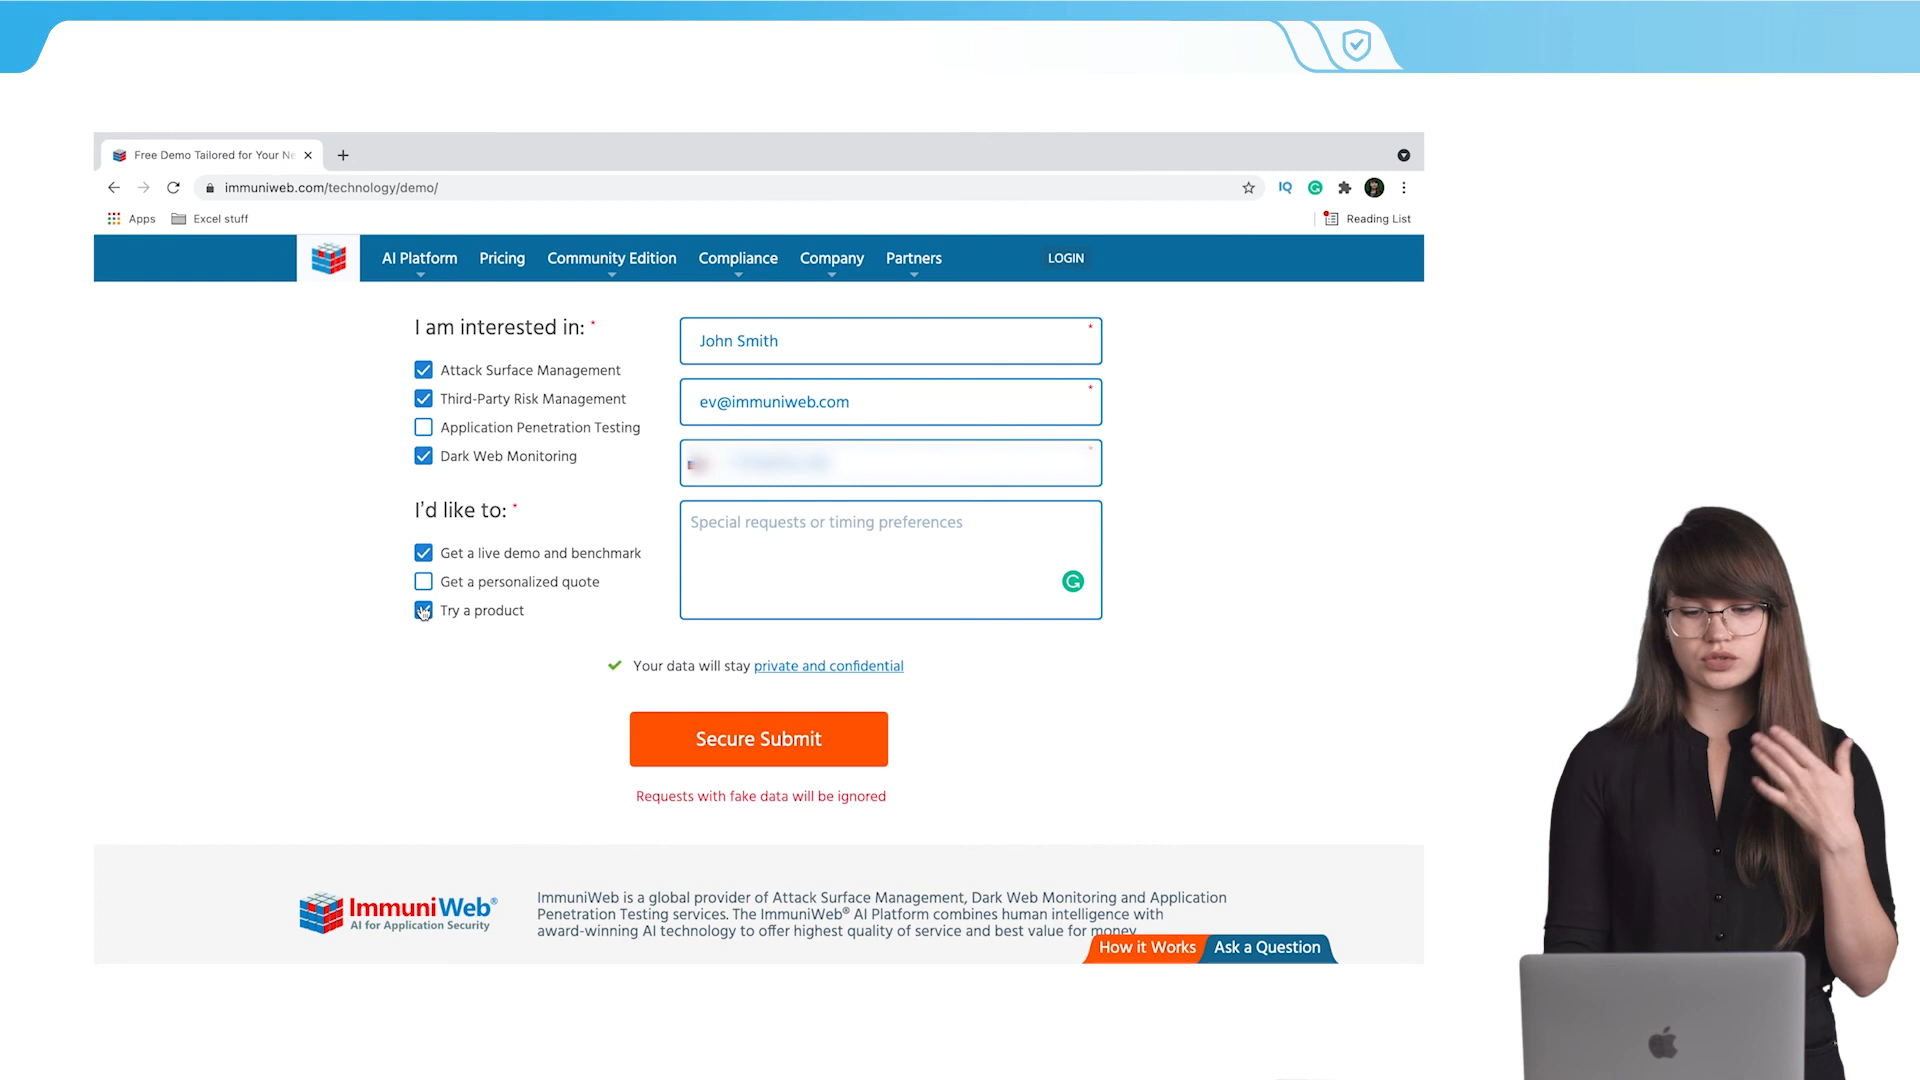 Free Demo Tailored for Your Ne
immuniweb.com/technology/demo/
IQ
Apps
Excel stuff
Reading List
AI Platform
Pricing
Community Edition
Compliance
Company
Partners
LOGIN
I am interested in: *
Attack Surface Management
Third-Party Risk Management
Application Penetration Testing
Dark Web Monitoring
I'd like to: *
Get a live demo and benchmark
Get a personalized quote
Try a product
John Smith *
ev@immuniweb.com *
*
Special requests or timing preferences
Your data will stay private and confidential
Secure Submit
Requests with fake data will be ignored
ImmuniWeb®
AI for Application Security
ImmuniWeb is a global provider of Attack Surface Management, Dark Web Monitoring and Application
Penetration Testing services. The ImmuniWeb® AI Platform combines human intelligence with
award-winning AI technology to offer highest quality of service and best value for money
How it Works
Ask a Question